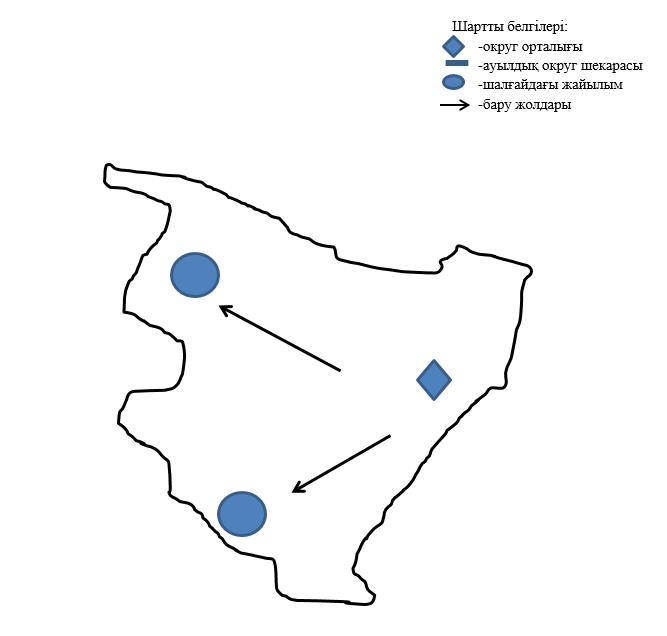 Шартты белгілері:
-округ орталығы
-ауылдық округ шекарасы
-шалғайдағы жайылым
-бару жолдары